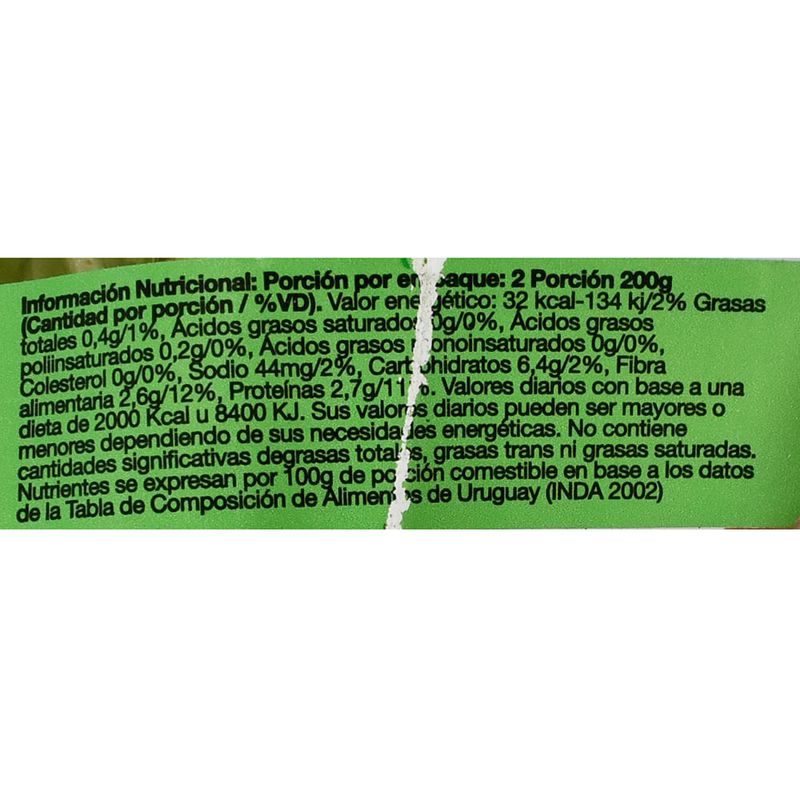 Información Nutricional: Porción por empaque: 2 Porción 200g
(Cantidad por porción / %VD). Valor energético: 32 kcal-134 kj/2% Grasas
totales 0,4g/1%, Ácidos grasos saturados 0g/0%, Ácidos grasos
poliinsaturados 0,2g/0%, Ácidos grasos monoinsaturados 0g/0%,
Colesterol 0g/0%, Sodio 44mg/2%, Carbohidratos 6,4g/2%, Fibra
alimentaria 2,6g/12%, Proteínas 2,7g/11%. Valores diarios con base a una
dieta de 2000 Kcal u 8400 KJ. Sus valores diarios pueden ser mayores o
menores dependiendo de sus necesidades energéticas. No contiene
cantidades significativas degrasas totales, grasas trans ni grasas saturadas.
Nutrientes se expresan por 100g de porción comestible en base a los datos
de la Tabla de Composición de Alimentos de Uruguay (INDA 2002)